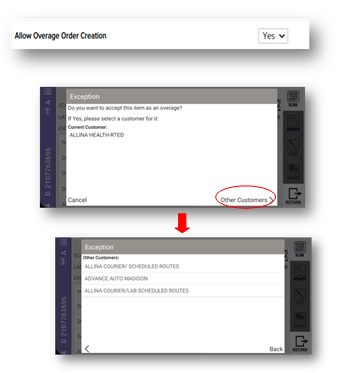 Allow Overage Order Creation
Yes
Exception
Do you want to accept this item as an overage?
If Yes, please select a customer for it:
Current Customer:
ALLINA HEALTH-RTED
Cancel
Other Customers
SCAN
RETURN
D 2107763696
Exception
Other Customers:
ALLINA COURIER/ SCHEDULED ROUTES
ADVANCE AUTO MADISON
ALLINA COURIER/LAB SCHEDULED ROUTES
Back
RETURN
D 2107763696